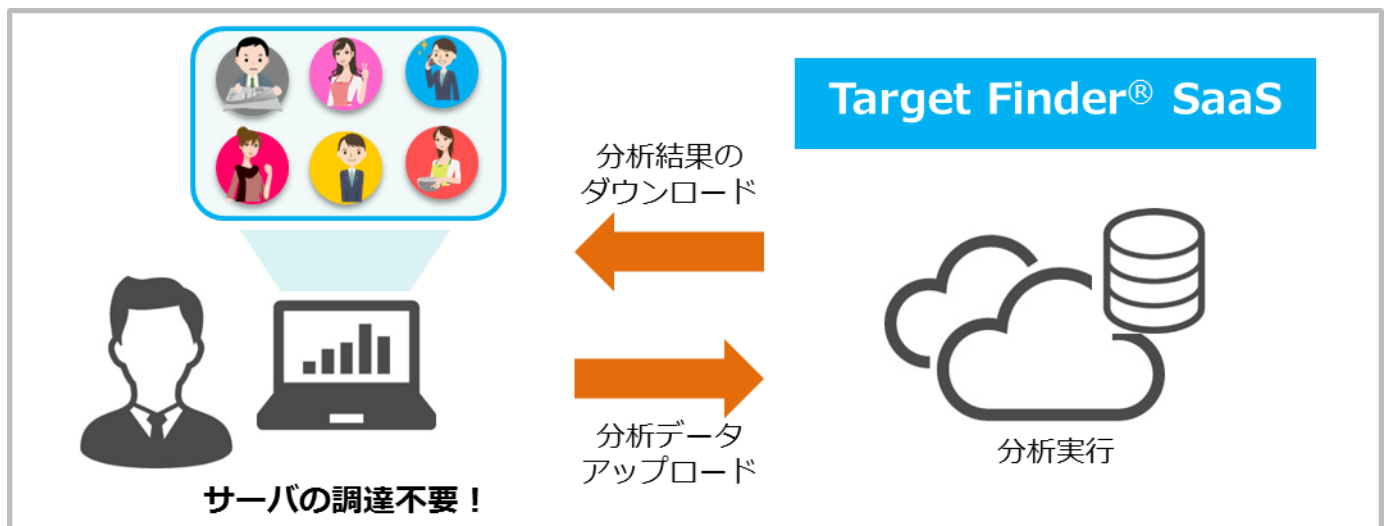 Target Finder® SaaS
分析結果の
ダウンロード
分析データ
アップロード
分析実行
サーバの調達不要！